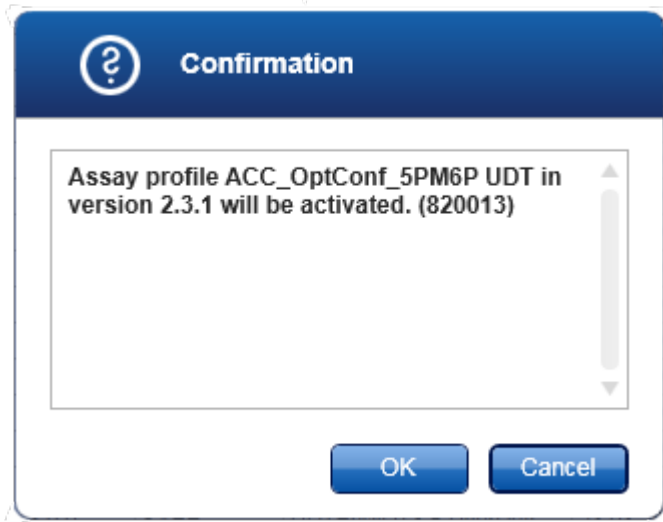 Confirmation
Assay profile ACC_OptConf_5PM6P UDT in
version 2.3.1 will be activated. (820013)
OK
Cancel